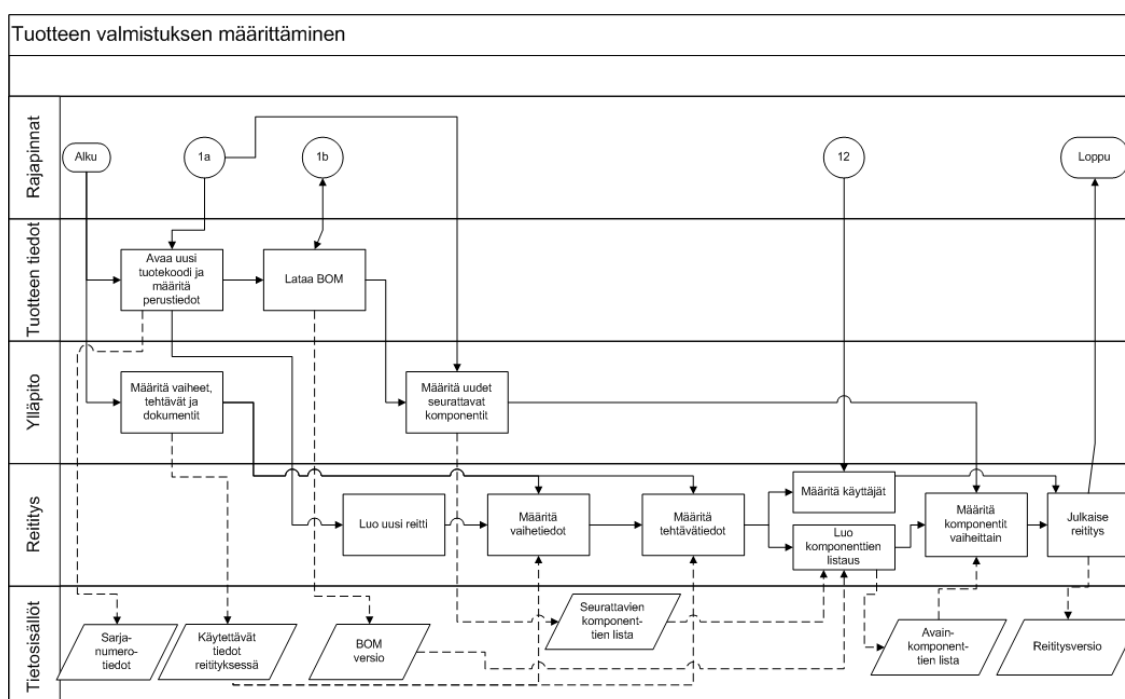 Tuotteen valmistuksen määrittäminen
Rajapinnat
Alku
1a
1b
12
Loppu
Tuotteen tiedot
Avaa uusi
tuotekoodi ja
määritä
perustiedot
Lataa BOM
Ylläpito
Määritä vaiheet,
tehtävät ja
dokumentit
Määritä uudet
seurattavat
komponentit
Reititys
Luo uusi reitti
Määritä
vaihetiedot
Määritä
tehtävätiedot
Määritä käyttäjät
Luo
komponenttien
listaus
Määritä
komponentit
vaiheittain
Julkaise
reititys
Tietosisällöt
Sarja-
numero-
tiedot
Käytettävät
tiedot
reitityksessä
BOM
versio
Seurattavien
komponent-
tien lista
Avain-
komponent-
tien lista
Reititysversio